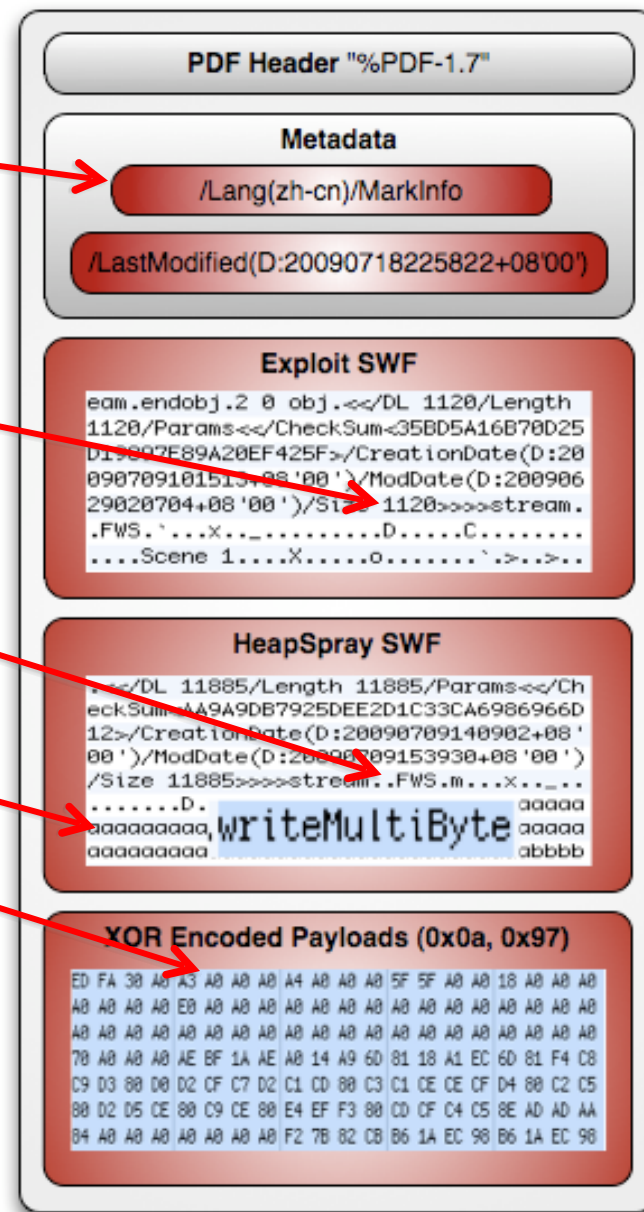 PDF Header "%PDF-1.7"
Metadata
/Lang(zh-cn)/MarkInfo
/LastModified(D:20090718225822+08'00')
Exploit SWF
eam.endobj.2 0 obj.<</DL 1120/Length
1120/Params<</CheckSum<35BD5A16B70D25
D19897E89A20EF425F>/CreationDate(D:20
090709101513+08'00')/ModDate(D:200906
29020704+08'00')/Size 1120>>>>stream.
.FWS.`...x.._.........D.....C........
....Scene 1....X.....o.......`.>..>..
HeapSpray SWF
.<</DL 11885/Length 11885/Params<</Ch
eckSum<AA9A9DB7925DEE2D1C33CA6986966D
12>/CreationDate(D:20090709140902+08'
00')/ModDate(D:20090709153930+08'00')
/Size 11885>>>>stream..FWS.m...x.._..
.......D. aaaaa
aaaaaaaaa, writeMultiByte aaaaa
aaaaaaaaa abbbb
XOR Encoded Payloads (0x0a, 0x97)
ED FA 30 A0 A3 A0 A0 A0 A4 A0 A0 A0 5F 5F A0 A0 18 A0 A0 A0
A0 A0 A0 A0 E0 A0 A0 A0 A0 A0 A0 A0 A0 A0 A0 A0 A0 A0 A0 A0
A0 A0 A0 A0 A0 A0 A0 A0 A0 A0 A0 A0 A0 A0 A0 A0 A0 A0 A0 A0
70 A0 A0 A0 AE BF 1A AE A0 14 A9 6D 81 18 A1 EC 6D 81 F4 C8
C9 D3 80 D0 D2 CF C7 D2 C1 CD 80 C3 C1 CE CE CF D4 80 C2 C5
80 D2 D5 CE 80 C9 CE 80 E4 EF F3 80 CD CF C4 C5 8E AD AD AA
84 A0 A0 A0 A0 A0 A0 A0 F2 7B 82 CB B6 1A EC 98 B6 1A EC 98